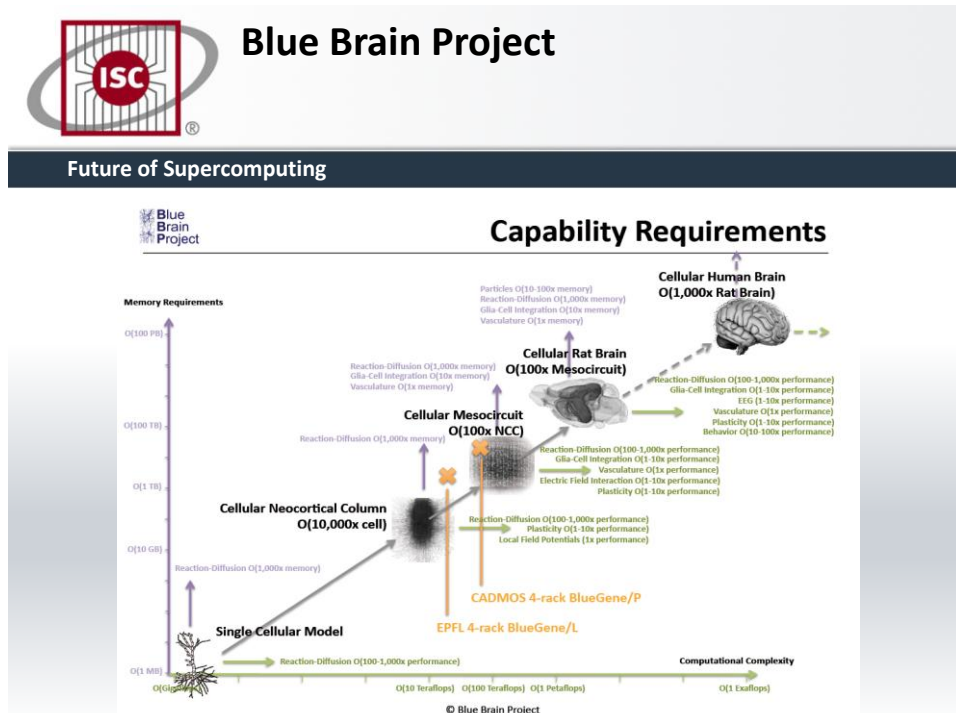 Blue Brain Project
ISC
®
Future of Supercomputing
Blue
Brain
Project
Capability Requirements
Cellular Human Brain
O(1,000x Rat Brain)
Particles O(10-100x memory)
Reaction-Diffusion O(1,000x memory)
Glia-Cell Integration O(10x memory)
Vasculature O(1x memory)
Memory Requirements
O(100 PB)
Cellular Rat Brain
O(100x Mesocircuit)
Reaction-Diffusion O(1,000x memory)
Glia-Cell Integration O(10x memory)
Vasculature O(1x memory)
Reaction-Diffusion O(100-1,000x performance)
Glia-Cell Integration O(1-10x performance)
EEG (1-10x performance)
Vasculature O(1x performance)
Plasticity O(1-10x performance)
Behavior O(10-100x performance)
Cellular Mesocircuit
O(100x NCC)
O(100 TB)
Reaction-Diffusion O(1,000x memory)
Reaction-Diffusion O(100-1,000x performance)
Glia-Cell Integration O(1-10x performance)
Vasculature O(1x performance)
Electric Field Interaction O(1-10x performance)
Plasticity O(1-10x performance)
O(1 TB)
Cellular Neocortical Column
O(10,000x cell)
Reaction-Diffusion O(100-1,000x performance)
Plasticity O(1-10x performance)
Local Field Potentials (1x performance)
O(10 GB)
Reaction-Diffusion O(1,000x memory)
CADMOS 4-rack BlueGene/P
EPFL 4-rack BlueGene/L
Single Cellular Model
Reaction-Diffusion O(100-1,000x performance)
Computational Complexity
O(1 MB)
O(10 Teraflops)
O(100 Teraflops)
O(1 Petaflops)
O(1 Exaflops)
© Blue Brain Project